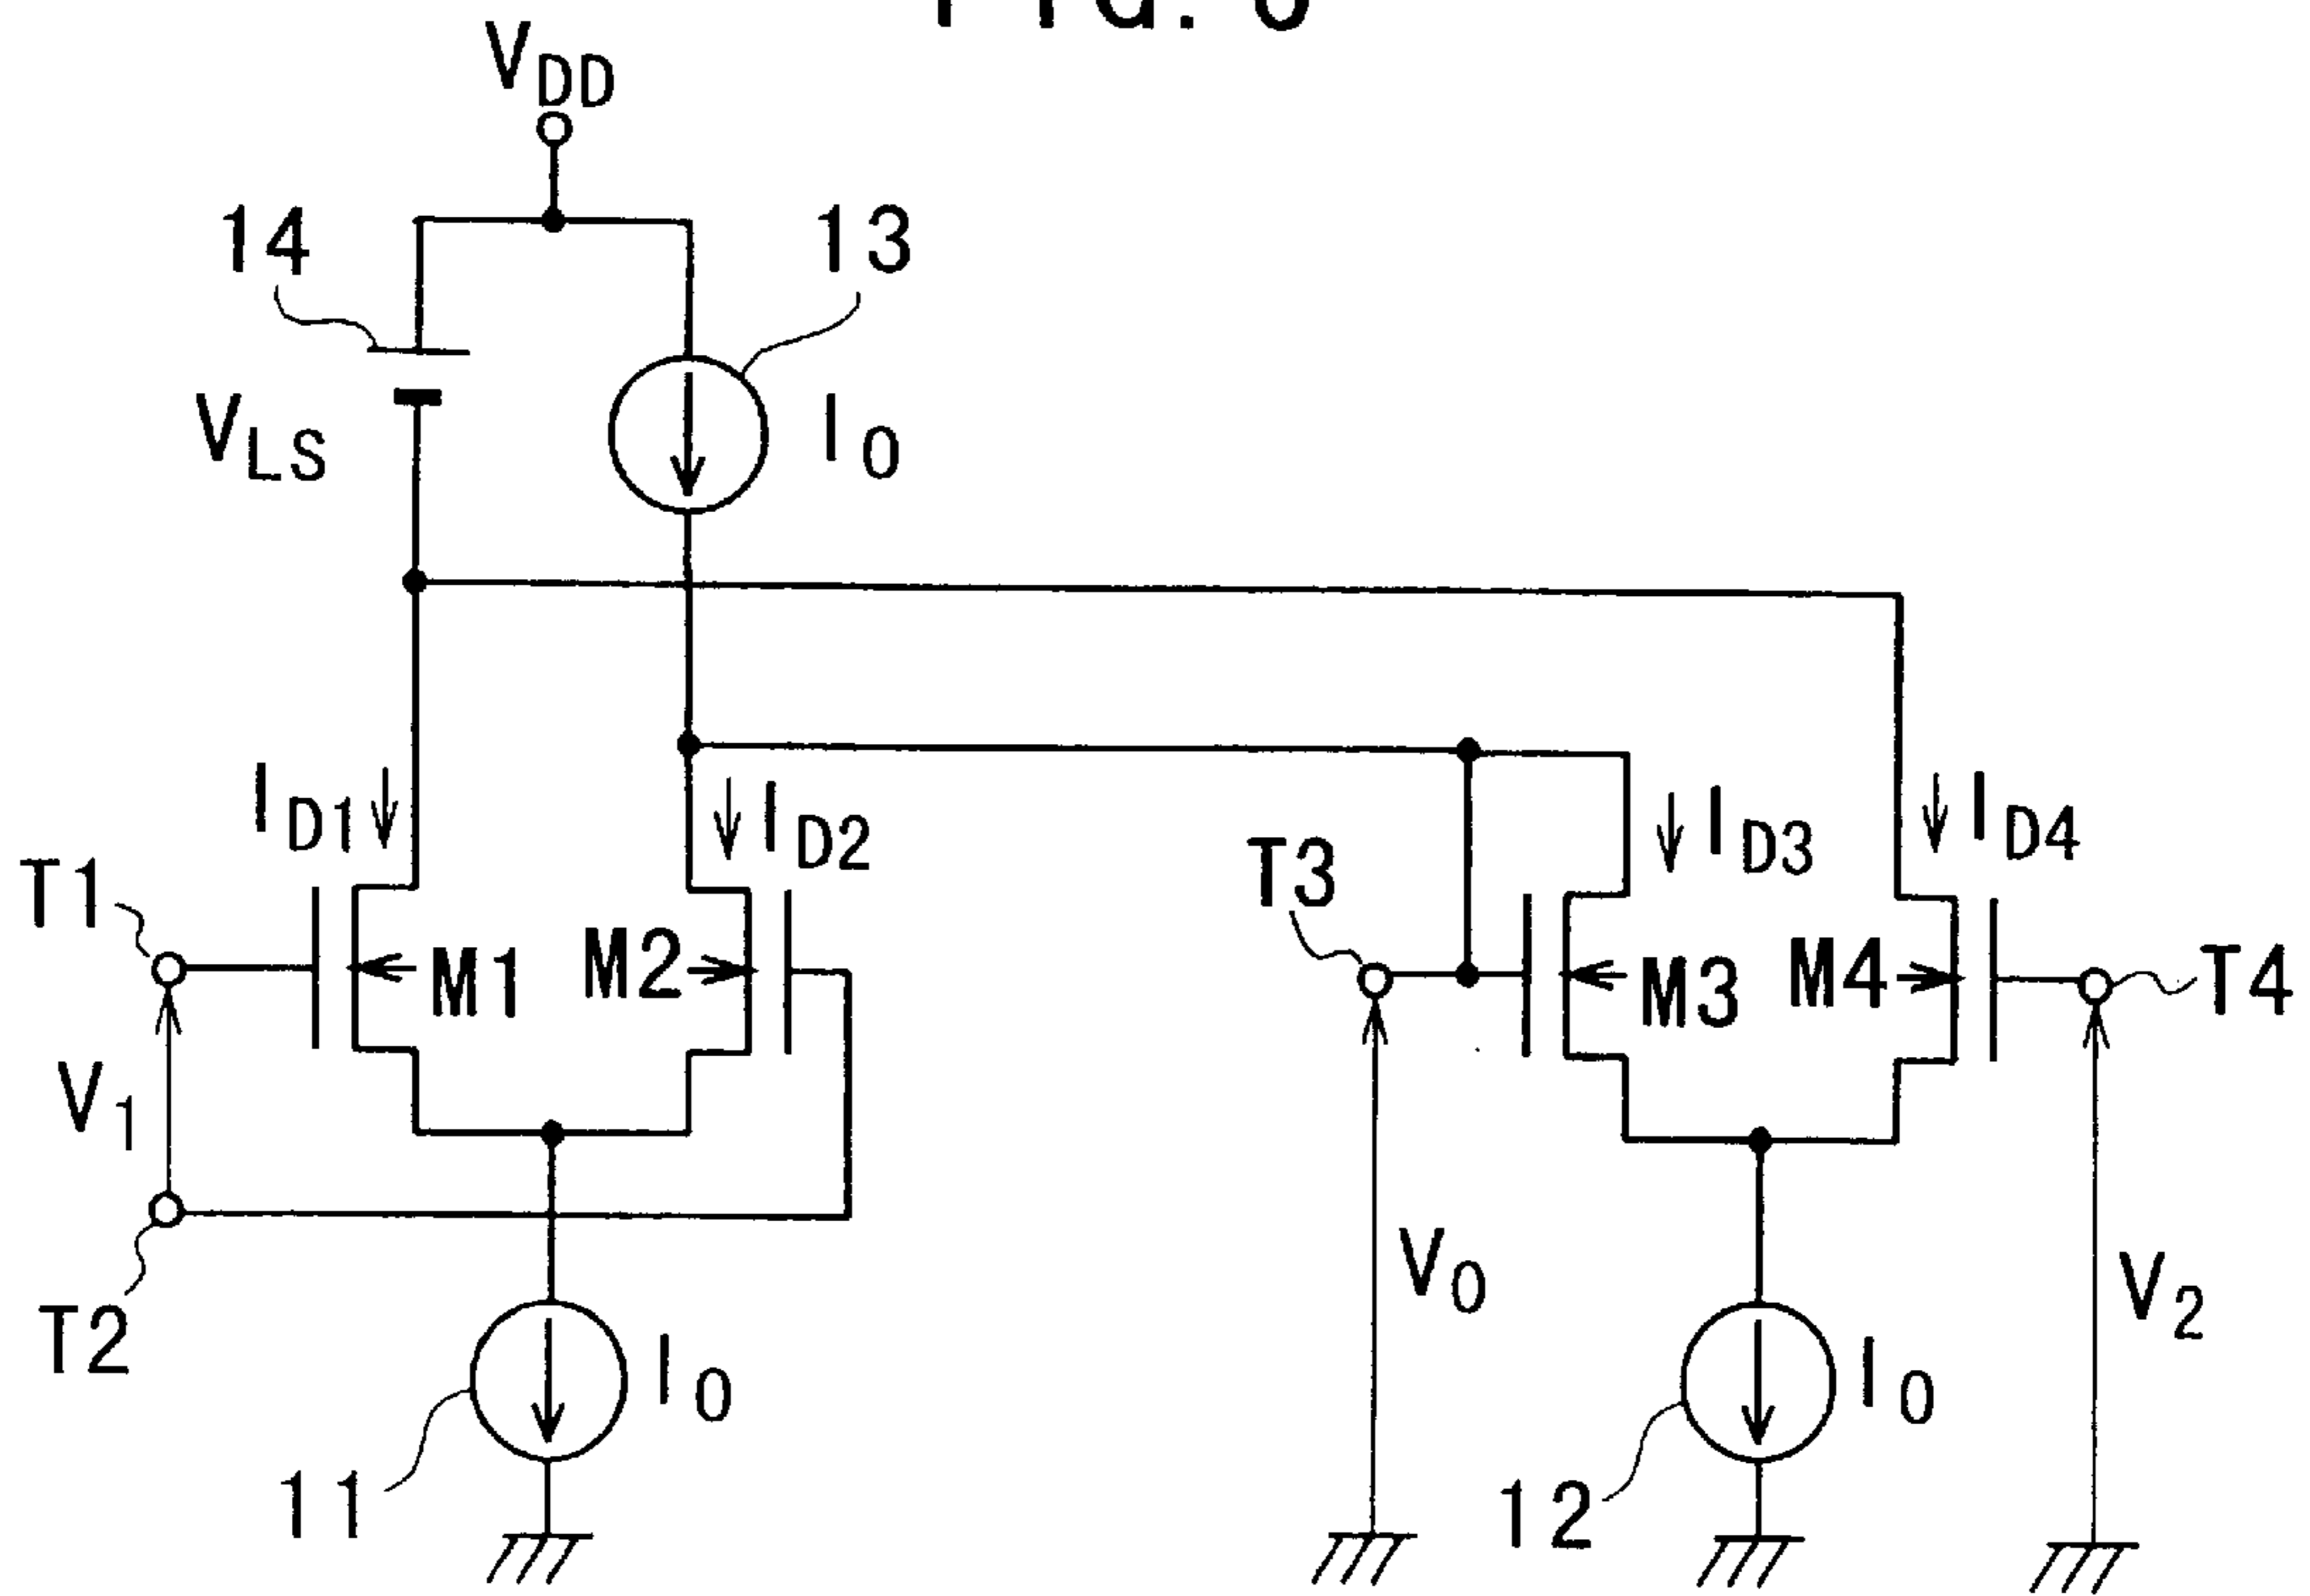 V_DD
14
13
V_LS
I_0
I_D1
I_D2
I_D3
I_D4
T1
T3
M1
M2
M3
M4
T4
V_1
V_0
V_2
T2
I_0
I_0
11
12